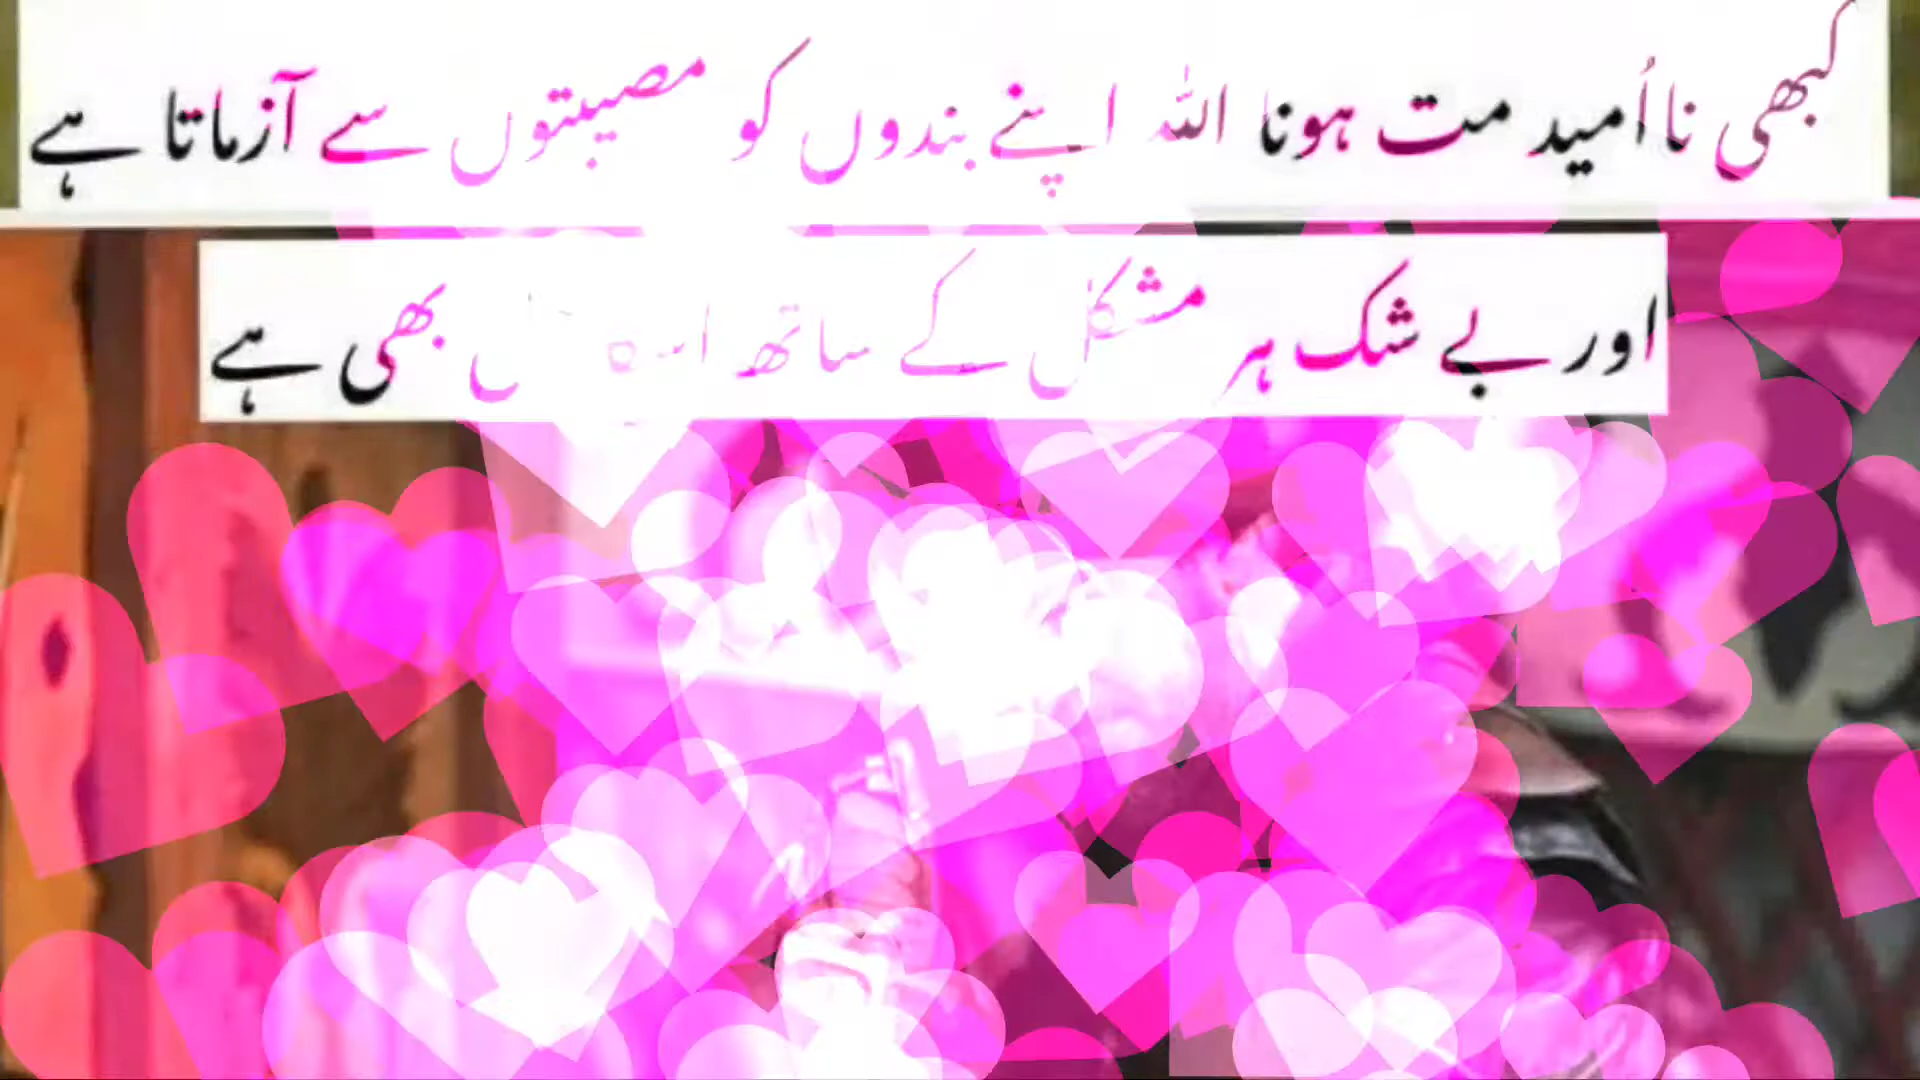 کبھی نا اُمید مت ہونا اللہ اپنے بندوں کو مصیبتوں سے آزماتا ہے
اور بے شک ہر مشکل کے ساتھ بھی ہے